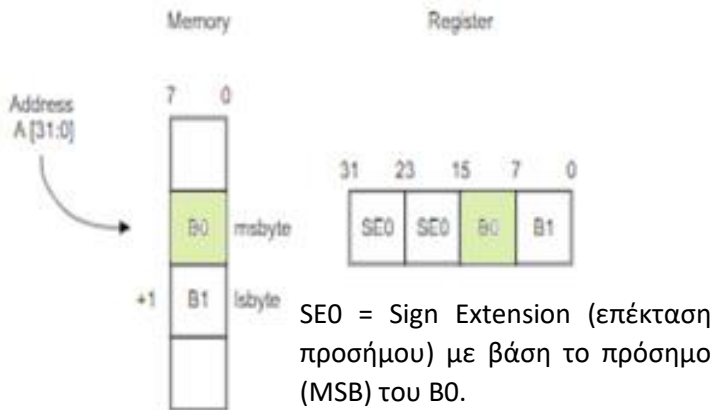 Memory
Register
Address
A [31:0]
7 0
B0 msbyte
+1 B1 lsbyte
31 23 15 7 0
SE0 SE0 B0 B1
SE0 = Sign Extension (επέκταση
προσήμου) με βάση το πρόσημο
(MSB) του B0.